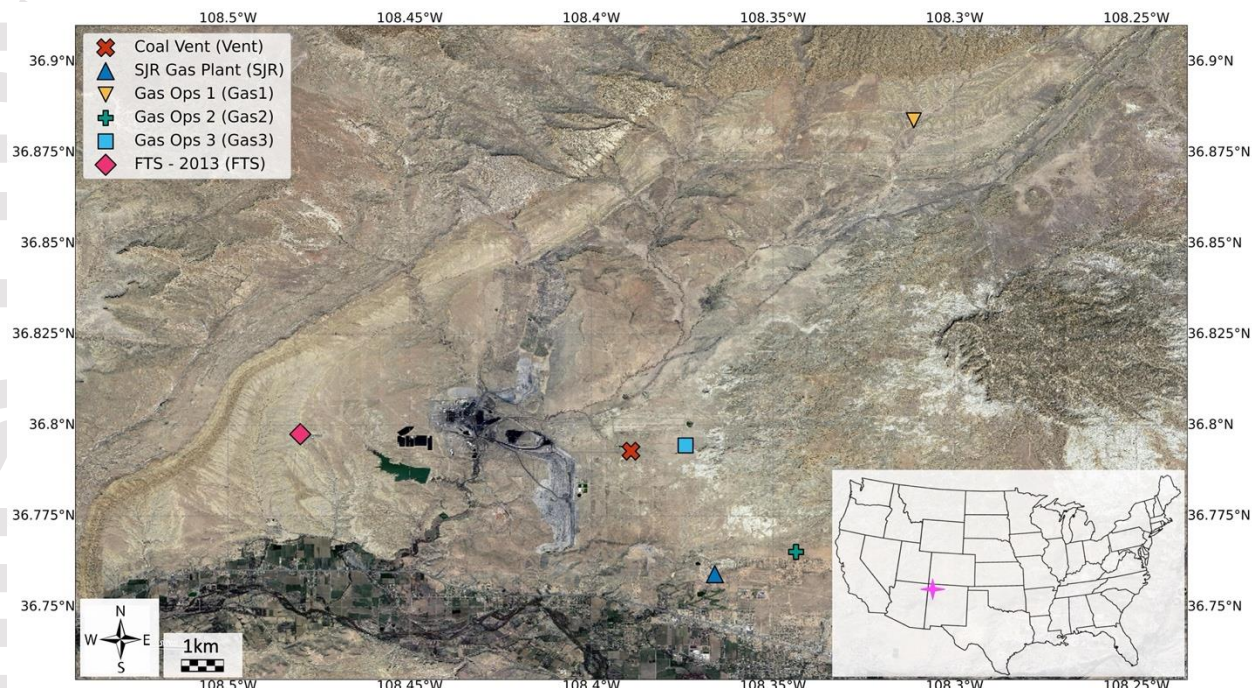 108.5°W 108.45°W 108.4°W 108.35°W 108.3°W 108.25°W
Coal Vent (Vent)
SJR Gas Plant (SJR)
Gas Ops 1 (Gas1)
Gas Ops 2 (Gas2)
Gas Ops 3 (Gas3)
FTS - 2013 (FTS)
36.9°N 36.9°N
36.875°N 36.875°N
36.85°N 36.85°N
36.825°N 36.825°N
36.8°N 36.8°N
36.775°N 36.775°N
36.75°N 36.75°N
N
W E
S
1km
108.5°W 108.45°W 108.4°W 108.35°W 108.3°W 108.25°W